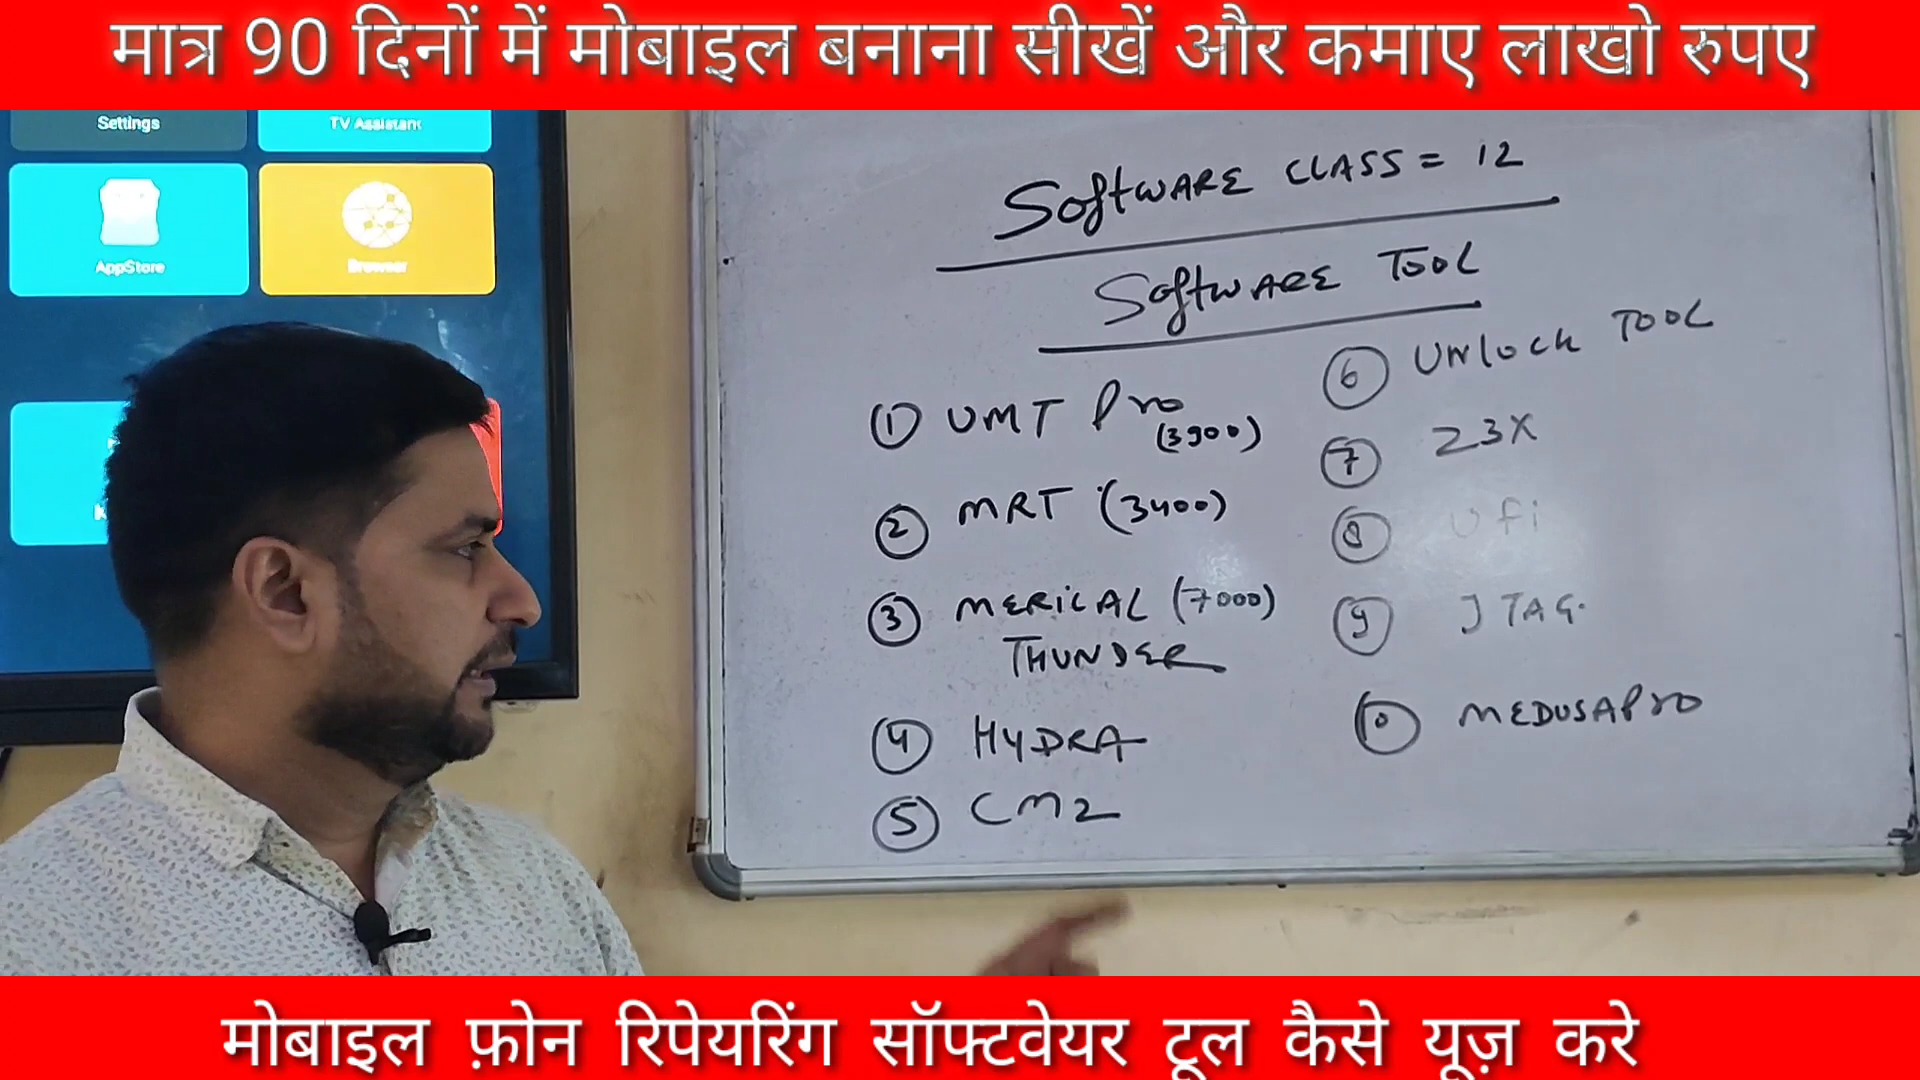 मात्र 90 दिनों में मोबाइल बनाना सीखें और कमाए लाखो रुपए
Settings
TV Assistant
AppStore
Browser
SoftWARE CLASS = 12
SoftWARE TOOL
① UMT Pro
(3900)
② MRT (3400)
③ MERICAL (7000)
THUNDER
④ HYDRA
⑤ CM2
⑥ UNlock TOOL
⑦ Z3X
⑧ UFi
⑨ JTAG.
⑩ MEDUSAPro
मोबाइल फ़ोन रिपेयरिंग सॉफ्टवेयर टूल कैसे यूज़ करे